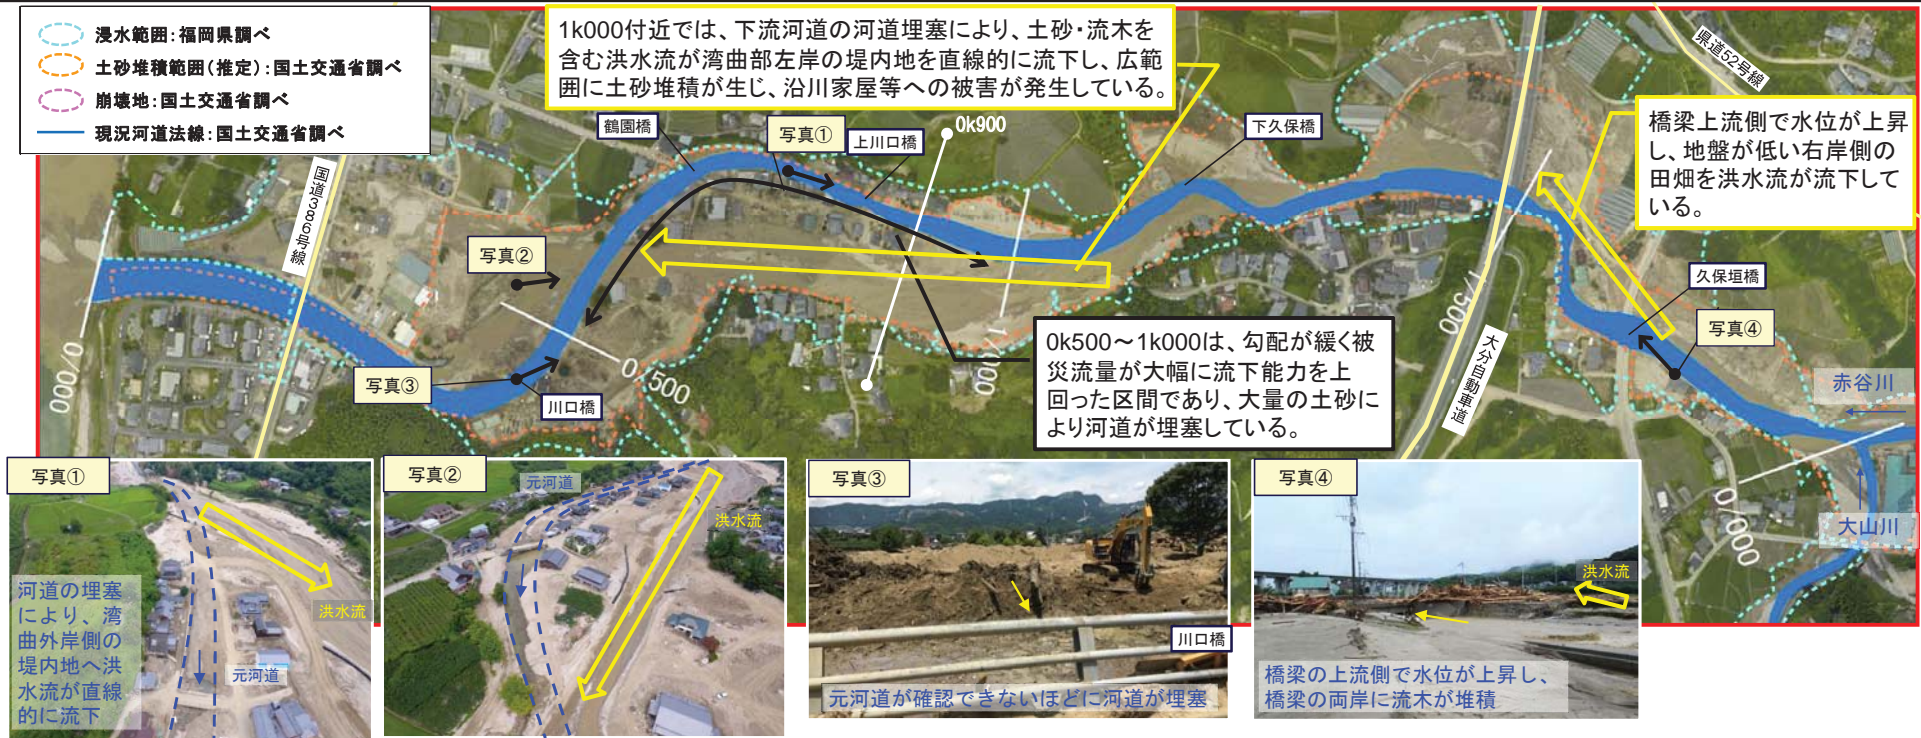 浸水範囲：福岡県調べ
土砂堆積範囲（推定）：国土交通省調べ
崩壊地：国土交通省調べ
現況河道法線：国土交通省調べ
1k000付近では、下流河道の河道埋塞により、土砂・流木を
含む洪水流が湾曲部左岸の堤内地を直線的に流下し、広範
囲に土砂堆積が生じ、沿川家屋等への被害が発生している。
県道52号線
橋梁上流側で水位が上昇
し、地盤が低い右岸側の
田畑を洪水流が流下して
いる。
鶴園橋
写真①
上川口橋
0k900
下久保橋
国道386号線
写真②
久保垣橋
写真④
1/500
大分自動車道
0k500～1k000は、勾配が緩く被
災流量が大幅に流下能力を上
回った区間であり、大量の土砂に
より河道が埋塞している。
1/000
0/000
写真③
川口橋
0/500
赤谷川
大山川
0/000
写真①
河道の埋塞
により、湾
曲外岸側の
堤内地へ洪
水流が直線
的に流下
洪水流
元河道
写真②
元河道
洪水流
写真③
川口橋
元河道が確認できないほどに河道が埋塞
写真④
洪水流
橋梁の上流側で水位が上昇し、
橋梁の両岸に流木が堆積